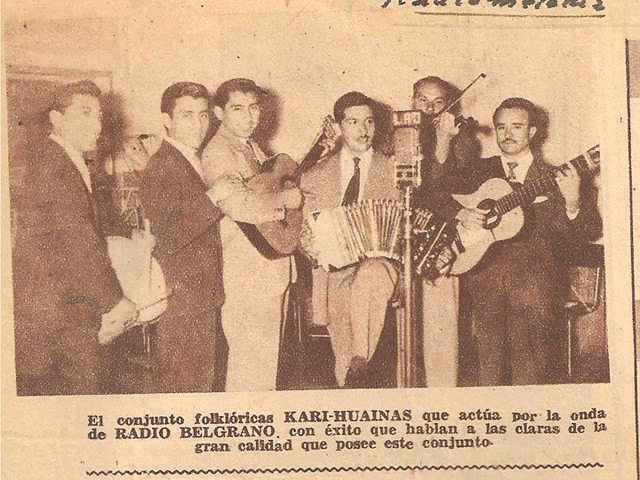 El conjunto folklóricas KARI-HUAINAS que actúa por la onda
de RADIO BELGRANO, con éxito que hablan a las claras de la
gran calidad que posee este conjunto.